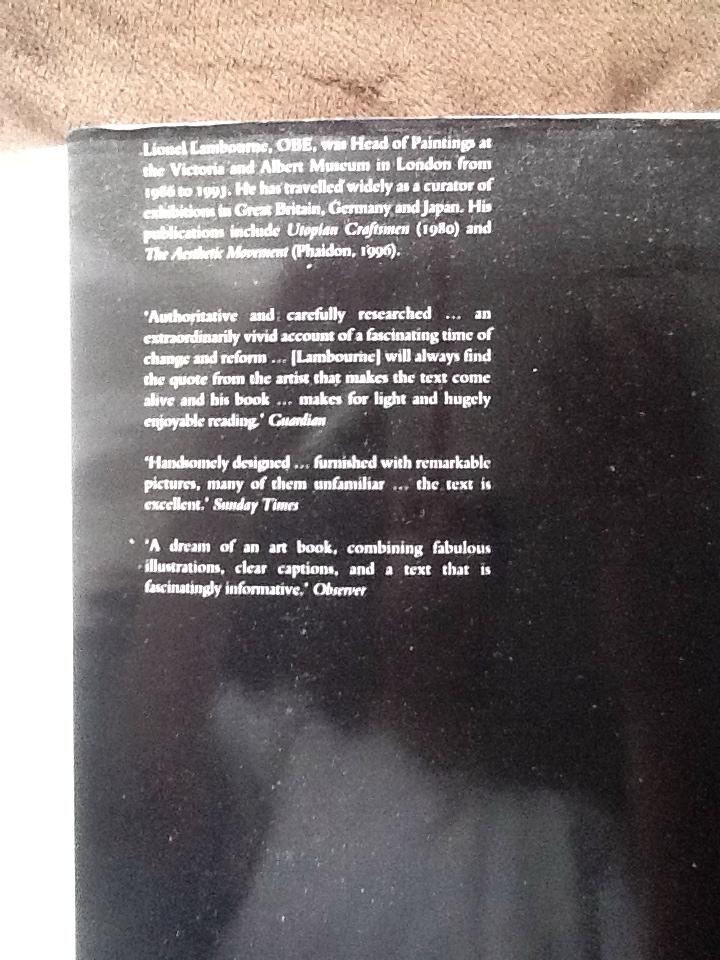 Lionel Lambourne, OBE, was Head of Paintings at
the Victoria and Albert Museum in London from
1986 to 1993. He has travelled widely as a curator of
exhibitions in Great Britain, Germany and Japan. His
publications include Utopian Craftsmen (1980) and
The Aesthetic Movement (Phaidon, 1996).
'Authoritative and carefully researched ... an
extraordinarily vivid account of a fascinating time of
change and reform ... [Lambourne] will always find
the quote from the artist that makes the text come
alive and his book ... makes for light and hugely
enjoyable reading.' Guardian
'Handsomely designed ... furnished with remarkable
pictures, many of them unfamiliar ... the text is
excellent.' Sunday Times
'A dream of an art book, combining fabulous
illustrations, clear captions, and a text that is
fascinatingly informative.' Observer